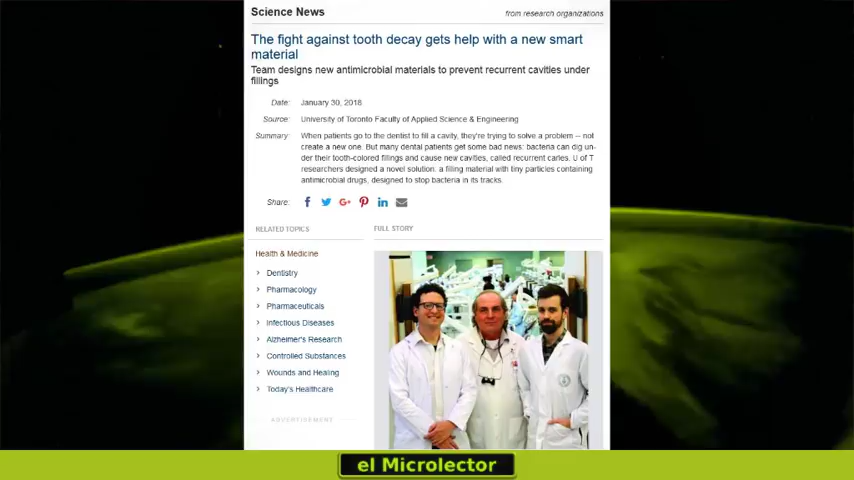 Science News
from research organizations
The fight against tooth decay gets help with a new smart
material
Team designs new antimicrobial materials to prevent recurrent cavities under
fillings
Date: January 30, 2018
Source: University of Toronto Faculty of Applied Science & Engineering
Summary: When patients go to the dentist to fill a cavity, they're trying to solve a problem -- not
create a new one. But many dental patients get some bad news: bacteria can dig un-
der their tooth-colored fillings and cause new cavities, called recurrent caries. U of T
researchers designed a novel solution: a filling material with tiny particles containing
antimicrobial drugs, designed to stop bacteria in its tracks.
Share: f G+ in
RELATED TOPICS
FULL STORY
Health & Medicine
> Dentistry
> Pharmacology
> Pharmaceuticals
> Infectious Diseases
> Alzheimer's Research
> Controlled Substances
> Wounds and Healing
> Today's Healthcare
ADVERTISEMENT
el Microlector